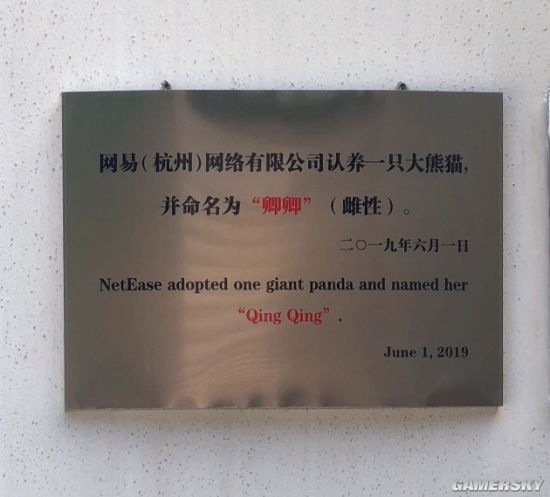 网易(杭州)网络有限公司认养一只大熊猫,
并命名为“卿卿”(雌性)。
二〇一九年六月一日
NetEase adopted one giant panda and named her
“Qing Qing”.
June 1, 2019
GAMERSKY